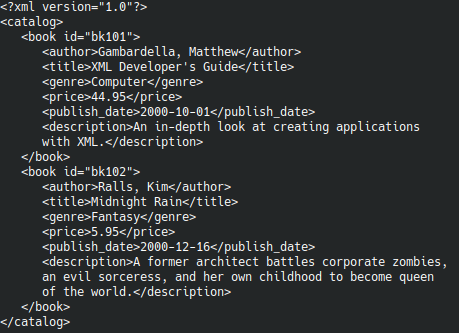 <?xml version="1.0"?>
<catalog>
   <book id="bk101">
      <author>Gambardella, Matthew</author>
      <title>XML Developer's Guide</title>
      <genre>Computer</genre>
      <price>44.95</price>
      <publish_date>2000-10-01</publish_date>
      <description>An in-depth look at creating applications
      with XML.</description>
   </book>
   <book id="bk102">
      <author>Ralls, Kim</author>
      <title>Midnight Rain</title>
      <genre>Fantasy</genre>
      <price>5.95</price>
      <publish_date>2000-12-16</publish_date>
      <description>A former architect battles corporate zombies,
      an evil sorceress, and her own childhood to become queen
      of the world.</description>
   </book>
</catalog>